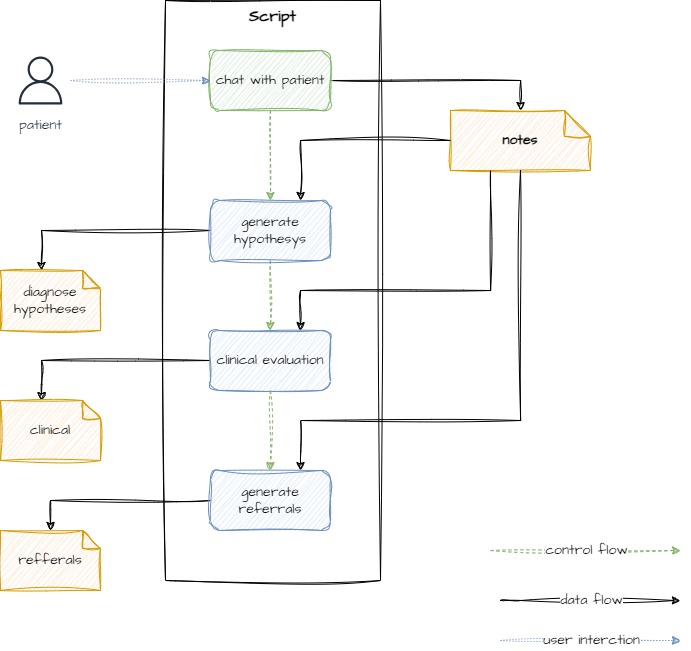 Script
chat with patient
patient
notes
generate
hypothesys
diagnose
hypotheses
clinical evaluation
clinical
generate
referrals
refferals
control flow
data flow
user interction